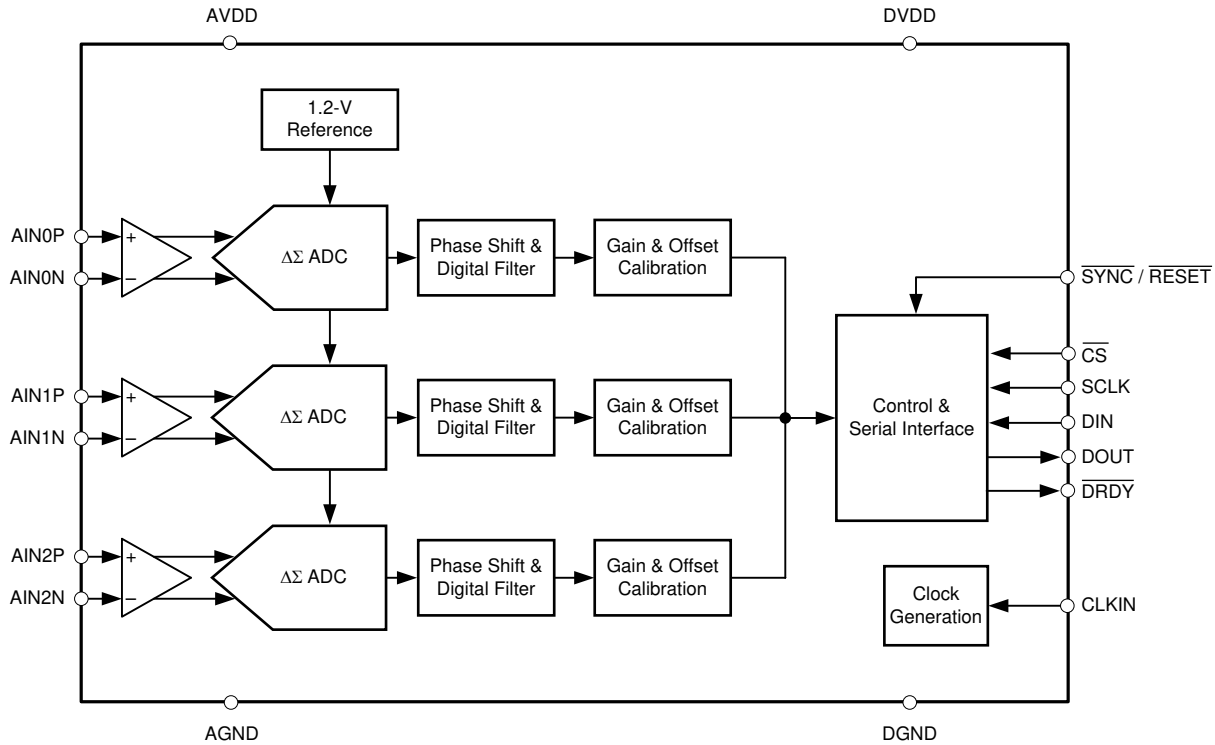 AVDD
DVDD
1.2-V
Reference
AIN0P
+
AIN0N
−
ΔΣ ADC
Phase Shift &
Digital Filter
Gain & Offset
Calibration
SYNC / RESET
AIN1P
+
AIN1N
−
ΔΣ ADC
Phase Shift &
Digital Filter
Gain & Offset
Calibration
Control &
Serial Interface
CS
SCLK
DIN
DOUT
DRDY
AIN2P
+
AIN2N
−
ΔΣ ADC
Phase Shift &
Digital Filter
Gain & Offset
Calibration
Clock
Generation
CLKIN
AGND
DGND